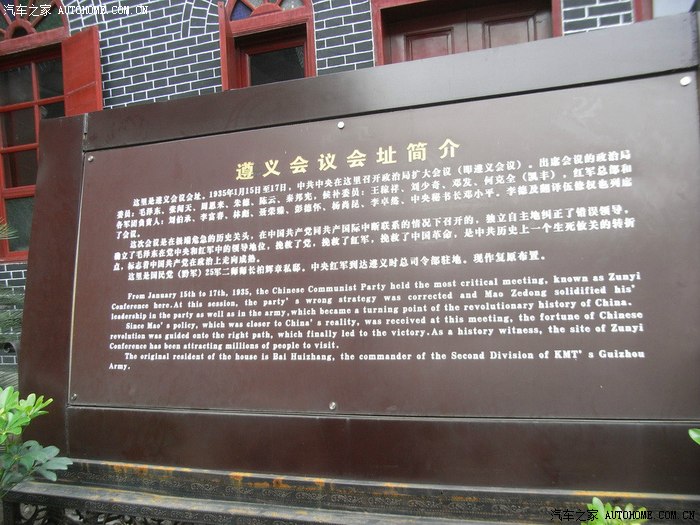 汽车之家 AUTOHOME.COM.CN
汽车之家 AUTOHOME.COM.CN
遵义会议会址简介
这里是遵义会议会址。1935年1月15日至17日，中共中央在这里召开政治局扩大会议（即遵义会议）。出席会议的政治局
委员：毛泽东、张闻天、周恩来、朱德、陈云、秦邦宪，候补委员：王稼祥、刘少奇、邓发、何克全（凯丰），红军总部和
各军团负责人：刘伯承、李富春、林彪、聂荣臻、彭德怀、杨尚昆、李卓然，中央秘书长邓小平。李德及翻译伍修权也列席
了会议。
这次会议是在极端危急的历史关头，在中国共产党同共产国际中断联系的情况下召开的，独立自主地纠正了错误领导，
确立了毛泽东在党中央和红军中的领导地位，挽救了党，挽救了红军，挽救了中国革命，是中共历史上一个生死攸关的转折
点，标志着中国共产党在政治上走向成熟。
这里是国民党（黔军）25军二师师长柏辉章私邸。中央红军到达遵义时总司令部驻地，现作复原布置。
From January 15th to 17th, 1935, the Chinese Communist Party held the most critical meeting, known as Zunyi
Conference here.At this session, the party's wrong strategy was corrected and Mao Zedong solidified his'
leadership in the party as well as in the army,which became a turning point of the revolutionary history of China.
Since Mao's policy, which was closer to China's reality, was received at this meeting, the fortune of Chinese
revolution was guided onto the right path, which finally led to the victory.As a history witness, the site of Zunyi
Conference has been attracting millions of people to visit.
The original resident of the house is Bai Huizhang, the commander of the Second Division of KMT's Guizhou
Army.
汽车之家 AUTOHOME.COM.CN